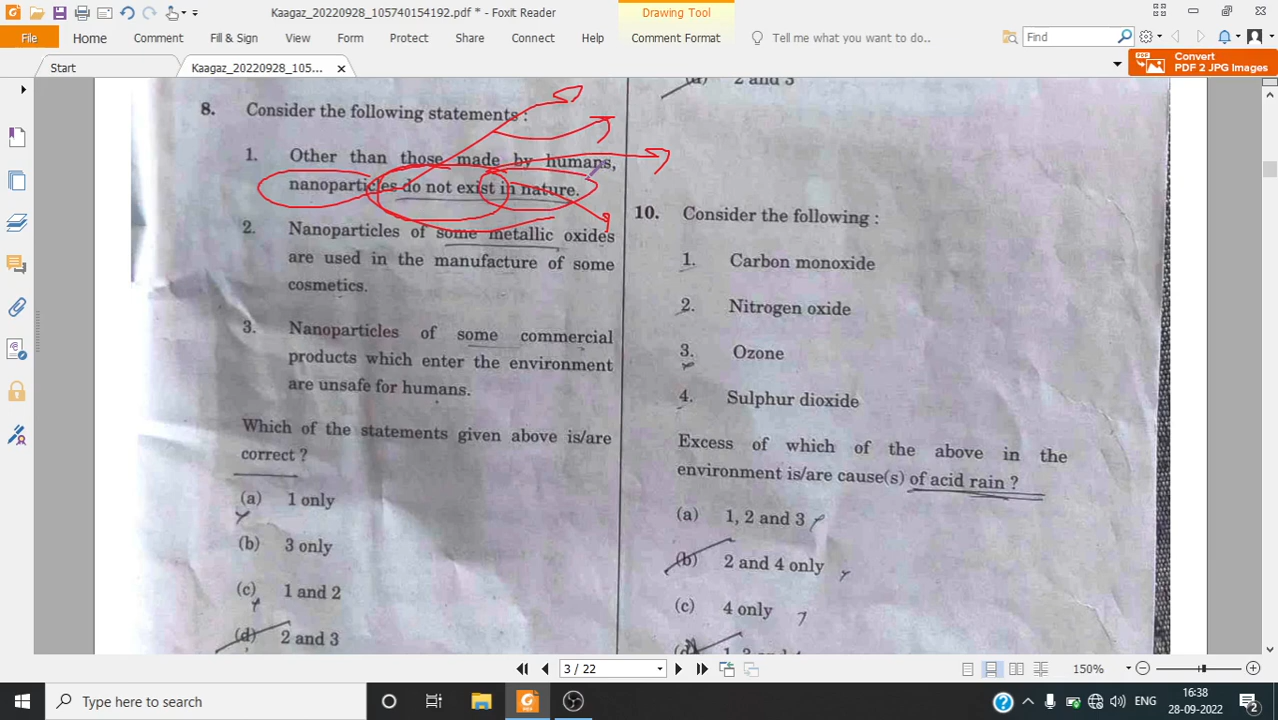 Kaagaz_20220928_105740154192.pdf * - Foxit Reader
Drawing Tool
File
Home
Comment
Fill & Sign
View
Form
Protect
Share
Connect
Help
Comment Format
Tell me what you want to do..
Find
Start
Kaagaz_20220928_105...
Convert
PDF 2 JPG Images
8. Consider the following statements :
1. Other than those made by humans,
nanoparticles do not exist in nature.
2. Nanoparticles of some metallic oxides
are used in the manufacture of some
cosmetics.
3. Nanoparticles of some commercial
products which enter the environment
are unsafe for humans.
Which of the statements given above is/are
correct ?
(a) 1 only
(b) 3 only
(c) 1 and 2
(d) 2 and 3
2 and 3
10. Consider the following :
1. Carbon monoxide
2. Nitrogen oxide
3. Ozone
4. Sulphur dioxide
Excess of which of the above in the
environment is/are cause(s) of acid rain ?
(a) 1, 2 and 3
(b) 2 and 4 only
(c) 4 only
3 / 22
150%
Type here to search
ENG
16:38
28-09-2022
2